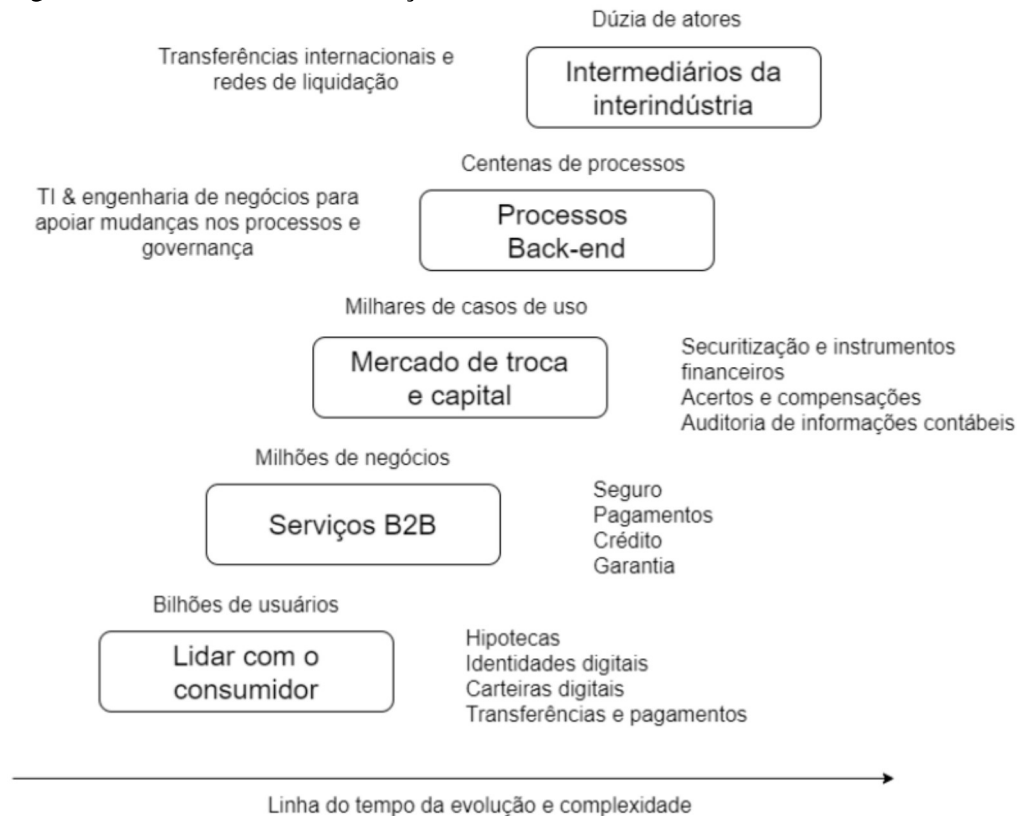 Dúzia de atores
Transferências internacionais e
redes de liquidação
Intermediários da
interindústria
Centenas de processos
TI & engenharia de negócios para
apoiar mudanças nos processos e
governança
Processos
Back-end
Milhares de casos de uso
Mercado de troca
e capital
Securitização e instrumentos
financeiros
Acertos e compensações
Auditoria de informações contábeis
Milhões de negócios
Serviços B2B
Seguro
Pagamentos
Crédito
Garantia
Bilhões de usuários
Lidar com o
consumidor
Hipotecas
Identidades digitais
Carteiras digitais
Transferências e pagamentos
Linha do tempo da evolução e complexidade